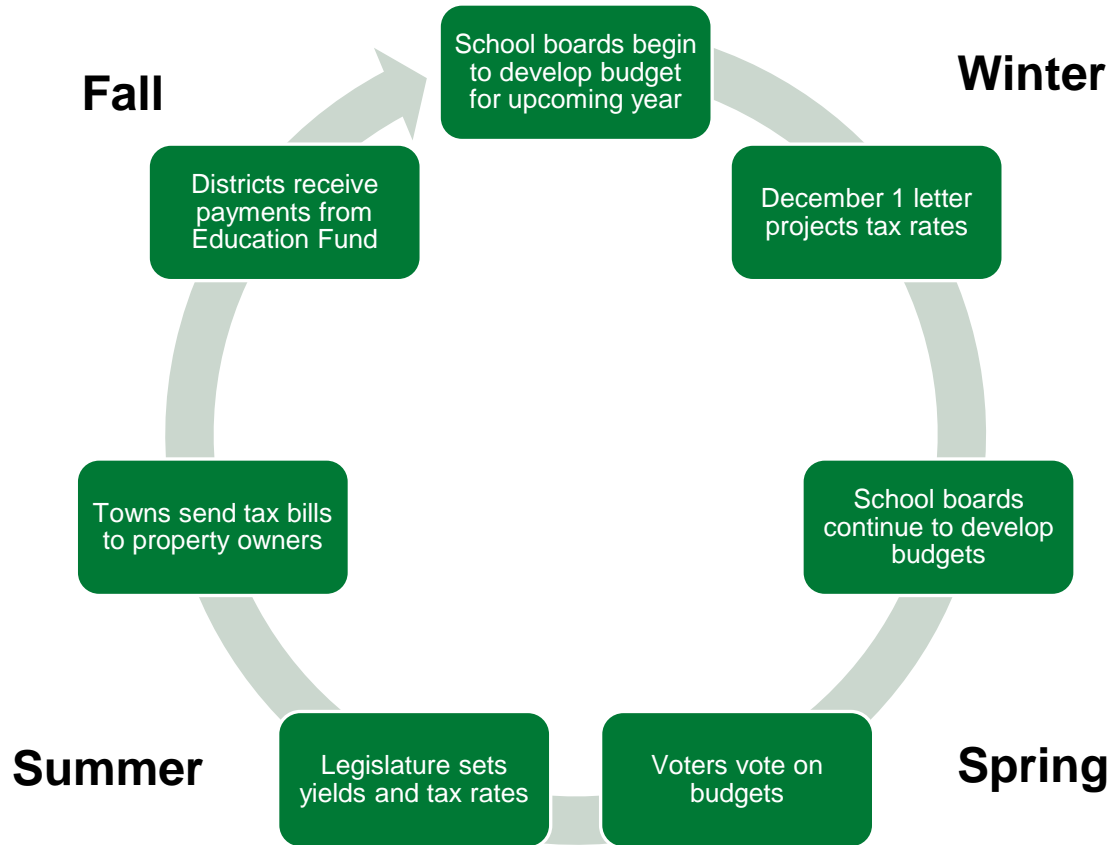 School boards begin
to develop budget
for upcoming year
Winter
December 1 letter
projects tax rates
School boards
continue to develop
budgets
Spring
Voters vote on
budgets
Legislature sets
yields and tax rates
Summer
Towns send tax bills
to property owners
Districts receive
payments from
Education Fund
Fall